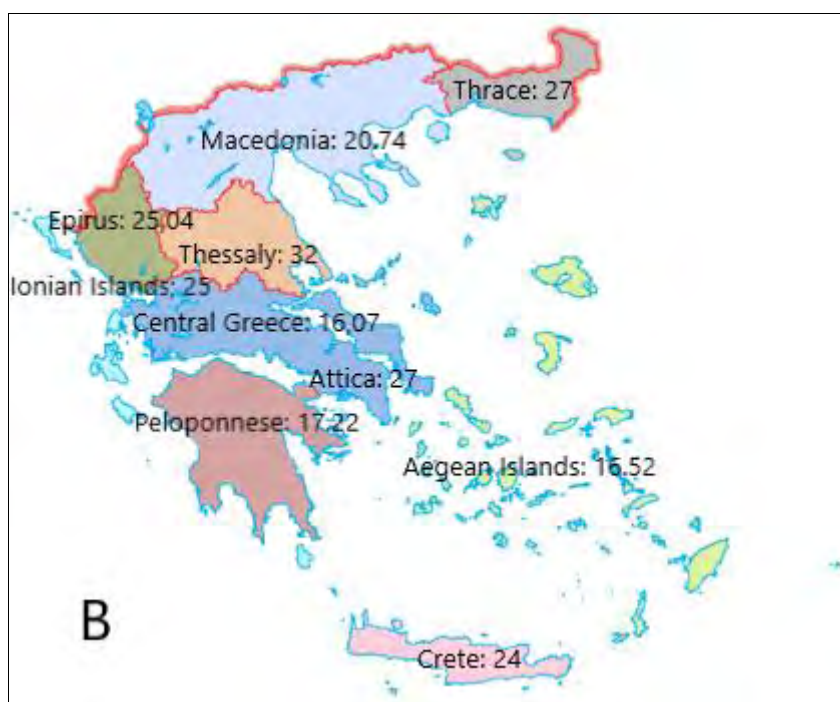 Thrace: 27
Macedonia: 20.74
Epirus: 25,04
Thessaly: 32
Ionian Islands: 25
Central Greece: 16,07
Attica: 27
Peloponnese: 17.22
Aegean Islands: 16.52
B
Crete: 24